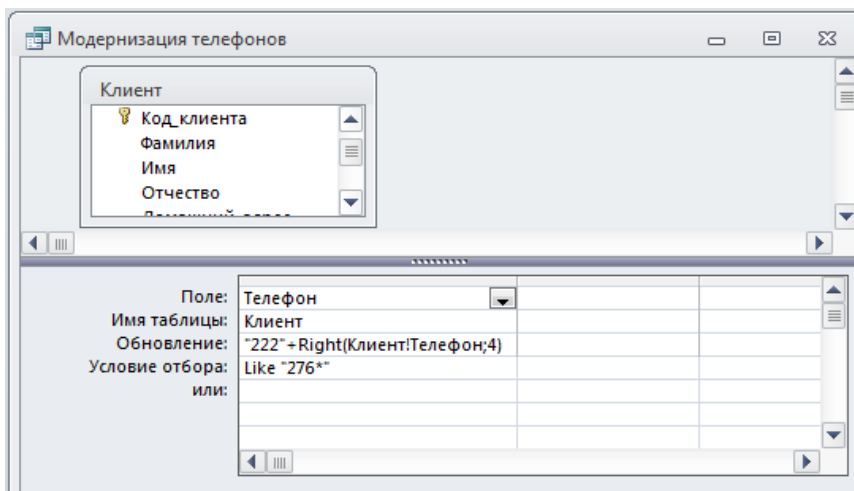 Модернизация телефонов
Клиент
Код_клиента
Фамилия
Имя
Отчество
Поле: Телефон
Имя таблицы: Клиент
Обновление: "222"+Right(Клиент!Телефон;4)
Условие отбора: Like "276*"
или: